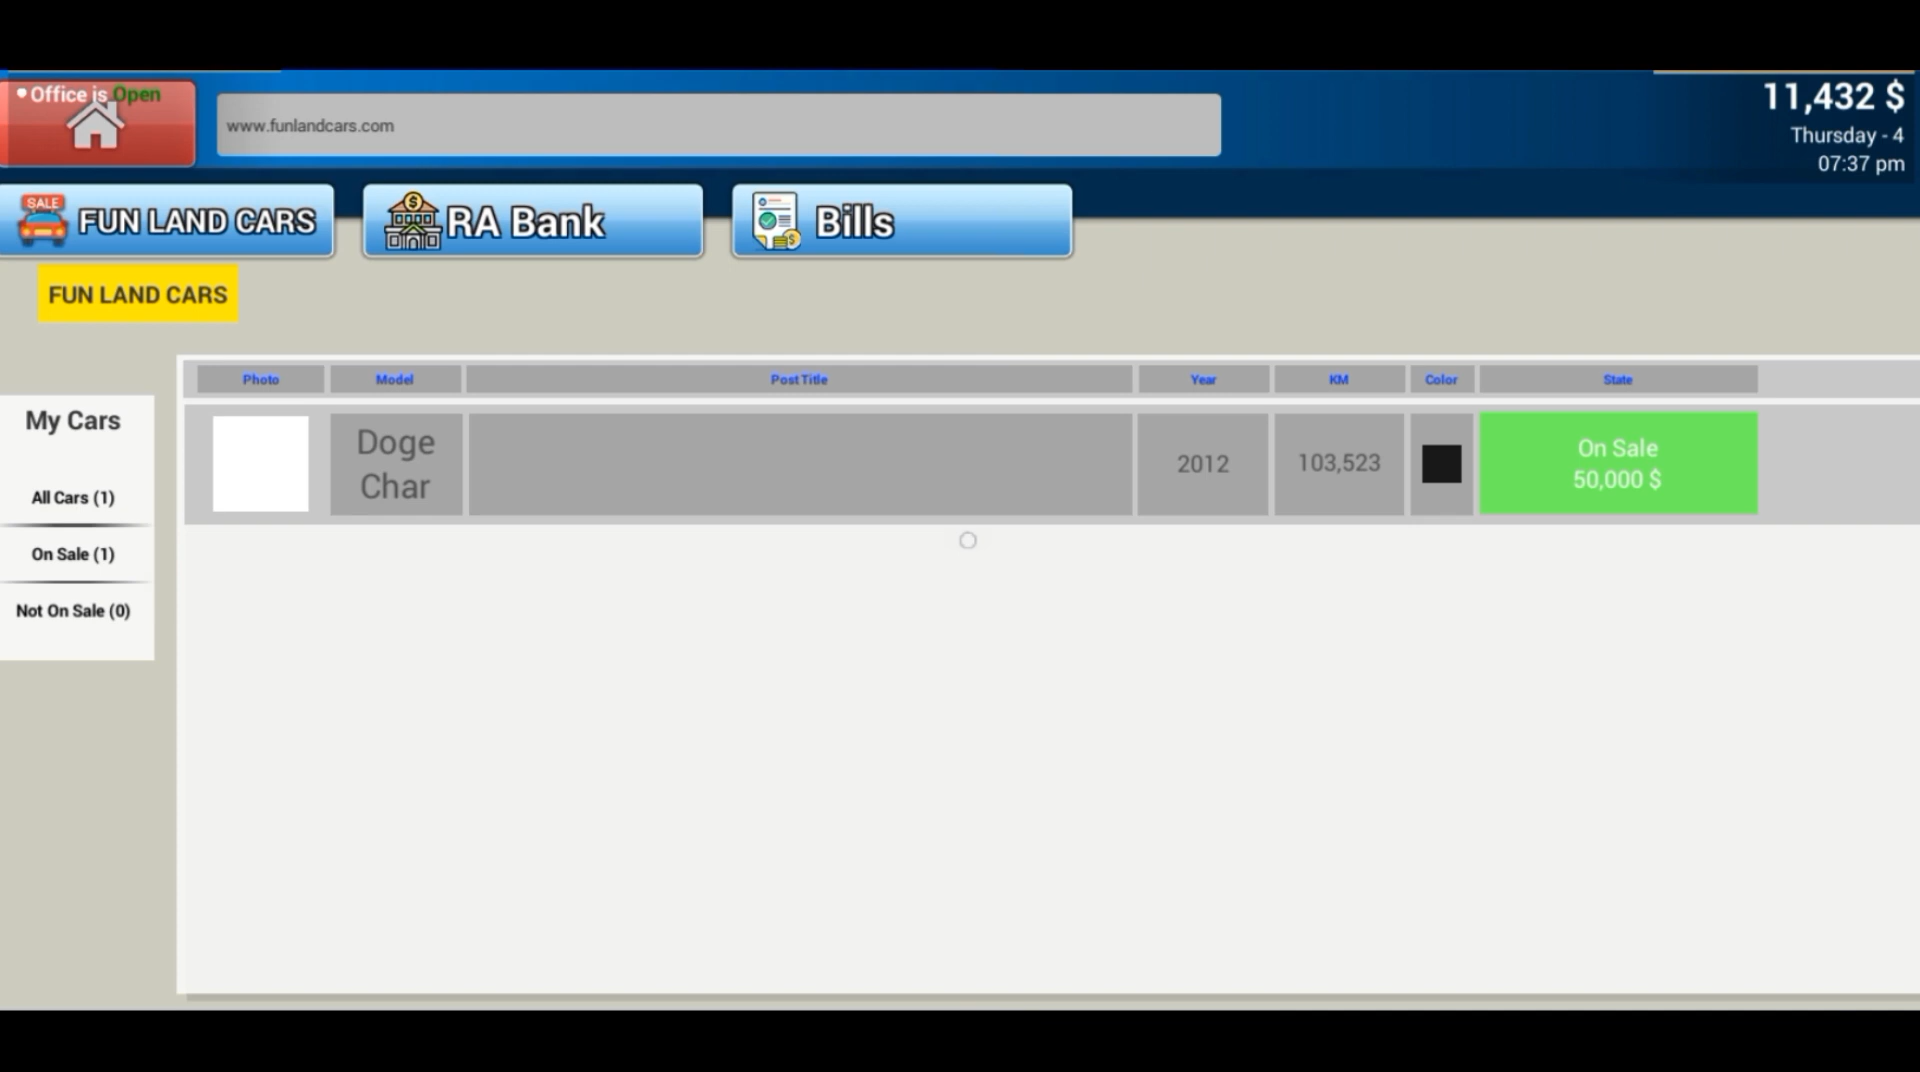 Office is Open
www.funlandcars.com
11,432 $
Thursday - 4
07:37 pm
SALE
FUN LAND CARS
RA Bank
Bills
FUN LAND CARS
Photo
Model
Post Title
Year
KM
Color
State
My Cars
All Cars (1)
On Sale (1)
Not On Sale (0)
Doge
Char
2012
103,523
On Sale
50,000 $